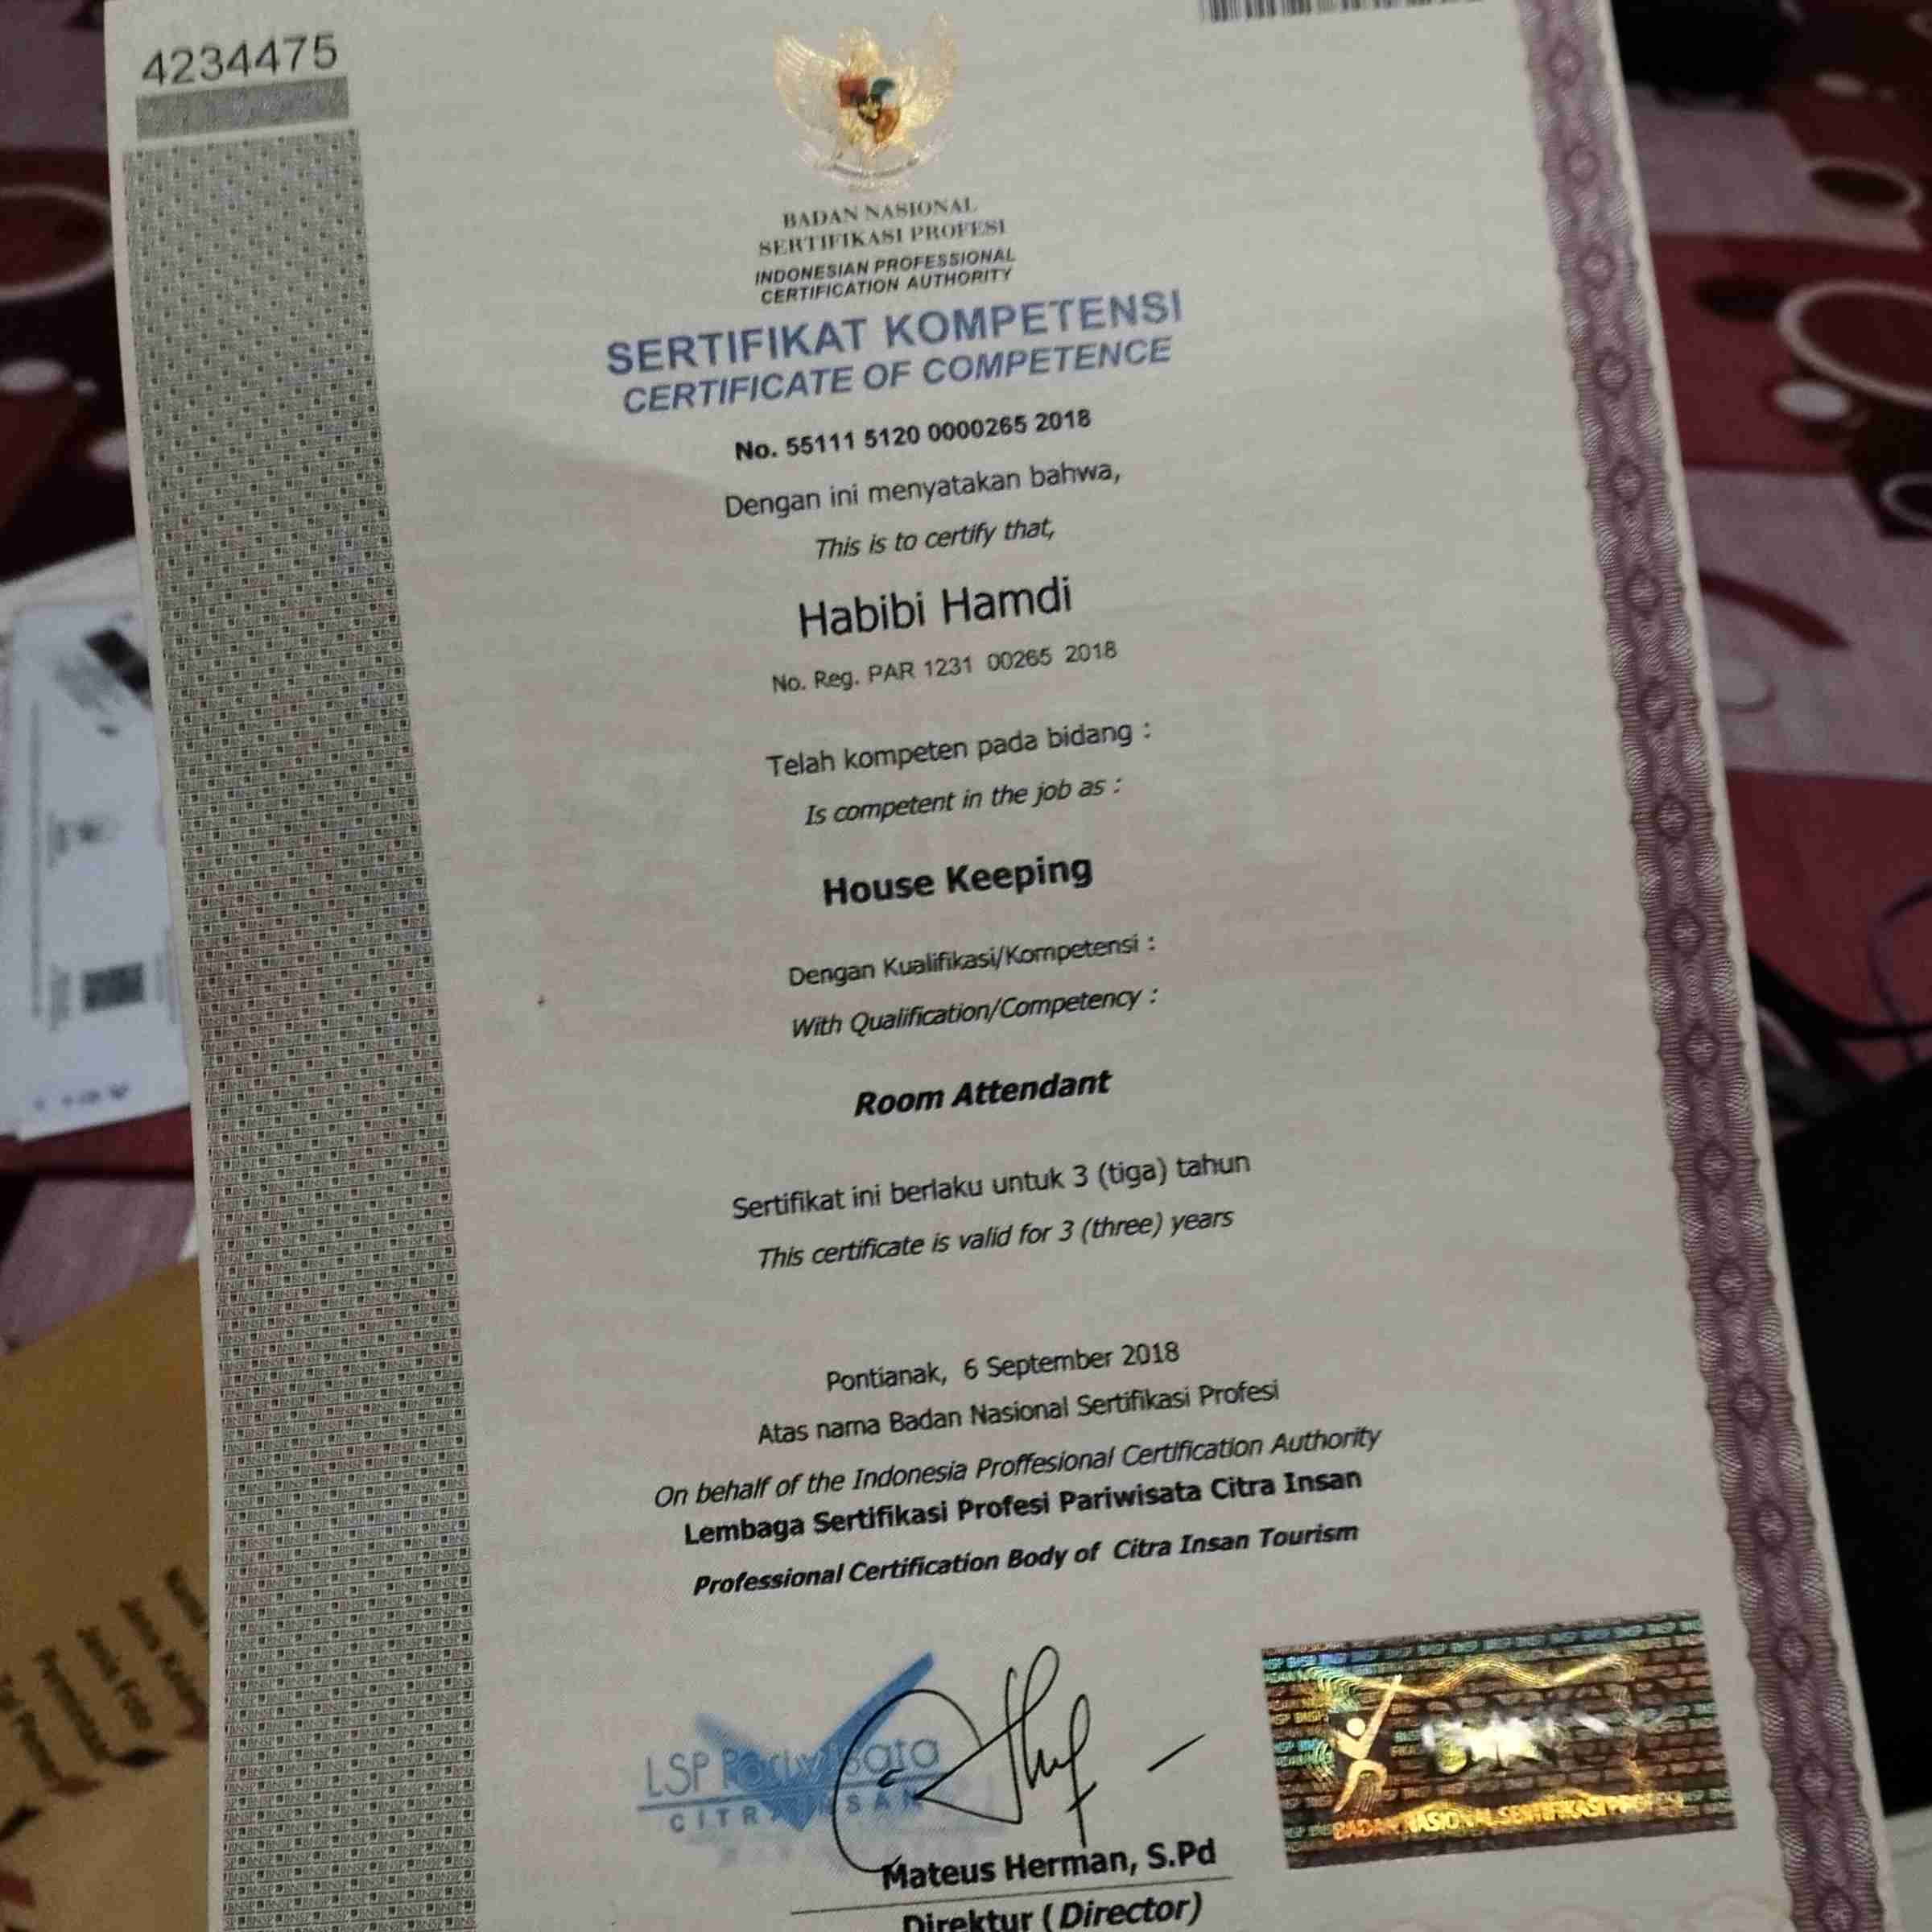 4234475
BADAN NASIONAL
SERTIFIKASI PROFESI
INDONESIAN PROFESSIONAL
CERTIFICATION AUTHORITY
SERTIFIKAT KOMPETENSI
CERTIFICATE OF COMPETENCE
No. 55111 5120 0000265 2018
Dengan ini menyatakan bahwa,
This is to certify that,
Habibi Hamdi
No. Reg. PAR 1231 00265 2018
Telah kompeten pada bidang :
Is competent in the job as :
House Keeping
Dengan Kualifikasi/Kompetensi :
With Qualification/Competency :
Room Attendant
Sertifikat ini berlaku untuk 3 (tiga) tahun
This certificate is valid for 3 (three) years
Pontianak, 6 September 2018
Atas nama Badan Nasional Sertifikasi Profesi
On behalf of the Indonesia Proffesional Certification Authority
Lembaga Sertifikasi Profesi Pariwisata Citra Insan
Professional Certification Body of Citra Insan Tourism
LSP Pariwisata
CITRA INSAN
BADAN NASIONAL SERTIFIKASI PROFESI
Mateus Herman, S.Pd
Direktur (Director)